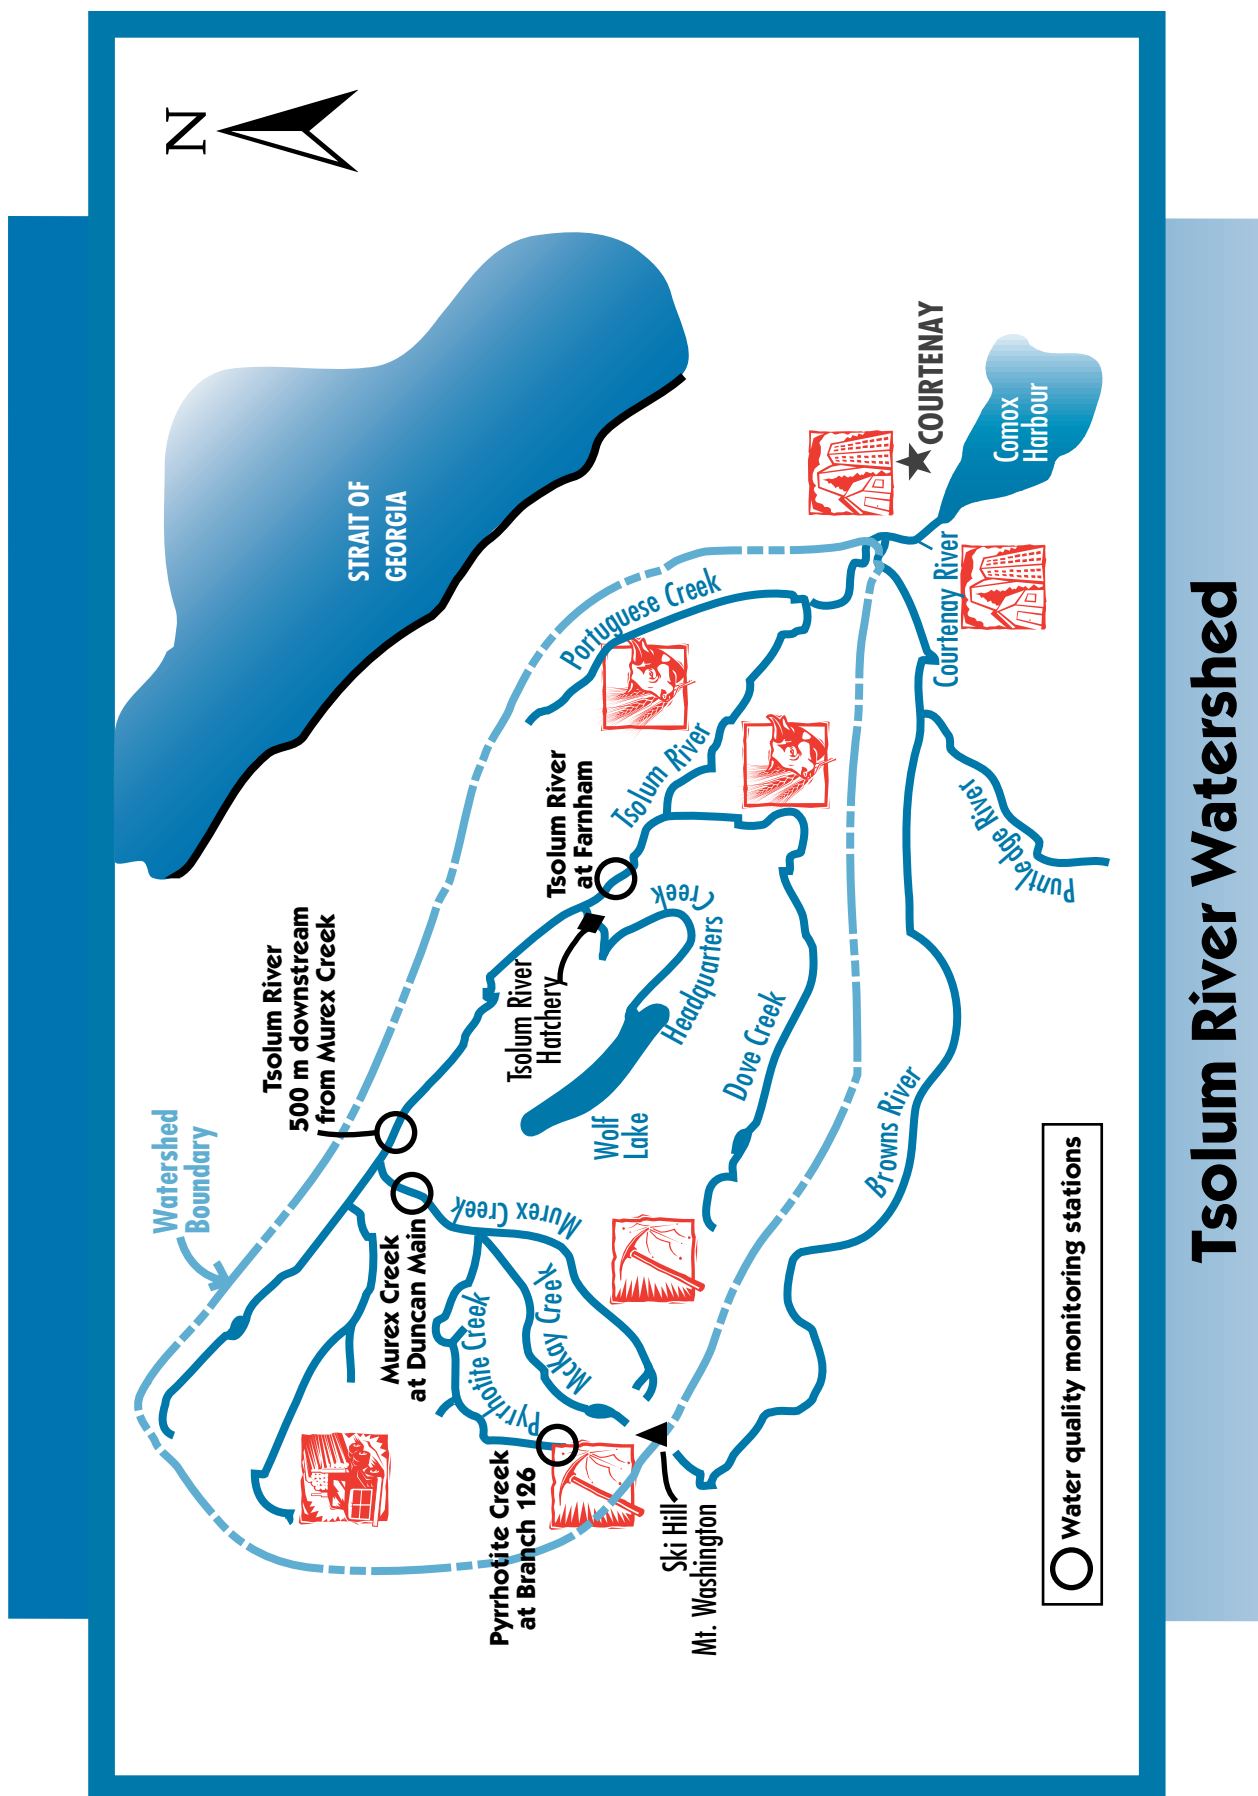 Tsolum River Watershed
N
STRAIT OF
GEORGIA
COURTENAY
Comox
Harbour
Courtenay River
Portuguese Creek
Puntledge River
Tsolum River
Tsolum River
at Farnham
Headquarters
Creek
Tsolum River
Hatchery
Wolf
Lake
Dove Creek
Browns River
Tsolum River
500 m downstream
from Murex Creek
Watershed
Boundary
Murex Creek
Murex Creek
at Duncan Main
McKay Creek
Pyrrhotite Creek
Pyrrhotite Creek
at Branch 126
Ski Hill
Mt. Washington
Water quality monitoring stations